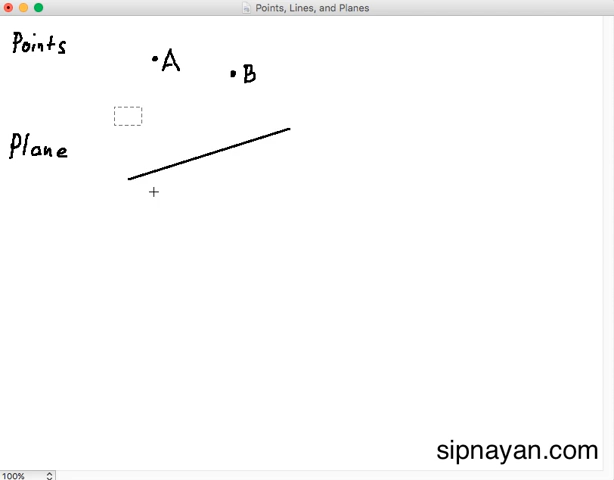 Points, Lines, and Planes
Points
A
B
Plane
sipnayan.com
100%